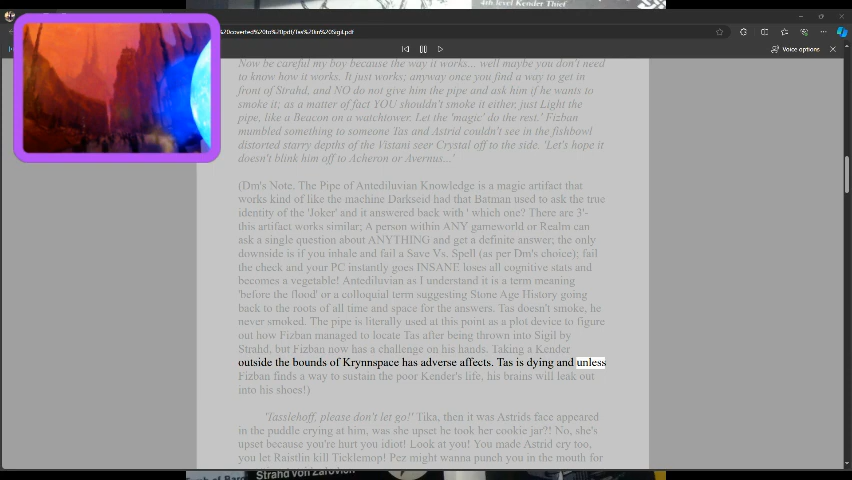 4th level Kender Thief
%20coverted%20to%20pdf/Tas%20in%20Sigil.pdf
Voice options
Now be careful my boy because the way it works... well maybe you don't need
to know how it works. It just works; anyway once you find a way to get in
front of Strahd, and NO do not give him the pipe and ask him if he wants to
smoke it; as a matter of fact YOU shouldn't smoke it either, just Light the
pipe, like a Beacon on a watchtower. Let the 'magic' do the rest.' Fizban
mumbled something to someone Tas and Astrid couldn't see in the fishbowl
distorted starry depths of the Vistani seer Crystal off to the side. 'Let's hope it
doesn't blink him off to Acheron or Avernus...'
(Dm's Note. The Pipe of Antediluvian Knowledge is a magic artifact that
works kind of like the machine Darkseid had that Batman used to ask the true
identity of the 'Joker' and it answered back with ' which one? There are 3'-
this artifact works similar; A person within ANY gameworld or Realm can
ask a single question about ANYTHING and get a definite answer; the only
downside is if you inhale and fail a Save Vs. Spell (as per Dm's choice); fail
the check and your PC instantly goes INSANE loses all cognitive stats and
becomes a vegetable! Antediluvian as I understand it is a term meaning
'before the flood' or a colloquial term suggesting Stone Age History going
back to the roots of all time and space for the answers. Tas doesn't smoke, he
never smoked. The pipe is literally used at this point as a plot device to figure
out how Fizban managed to locate Tas after being thrown into Sigil by
Strahd, but Fizban now has a challenge on his hands. Taking a Kender
outside the bounds of Krynnspace has adverse affects. Tas is dying and unless
Fizban finds a way to sustain the poor Kender's life, his brains will leak out
into his shoes!)
'Tasslehoff, please don't let go!' Tika, then it was Astrids face appeared
in the puddle crying at him, was she upset he took her cookie jar?! No, she's
upset because you're hurt you idiot! Look at you! You made Astrid cry too,
you let Raistlin kill Ticklemop! Pez might wanna punch you in the mouth for
Strahd von Zarovich